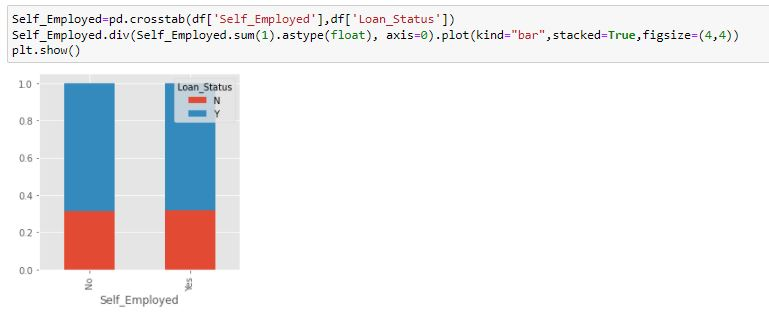 Self_Employed=pd.crosstab(df['Self_Employed'],df['Loan_Status'])
Self_Employed.div(Self_Employed.sum(1).astype(float), axis=0).plot(kind="bar",stacked=True,figsize=(4,4))
plt.show()
1.0
0.8
0.6
0.4
0.2
0.0
Loan_Status
N
Y
No
Yes
Self_Employed